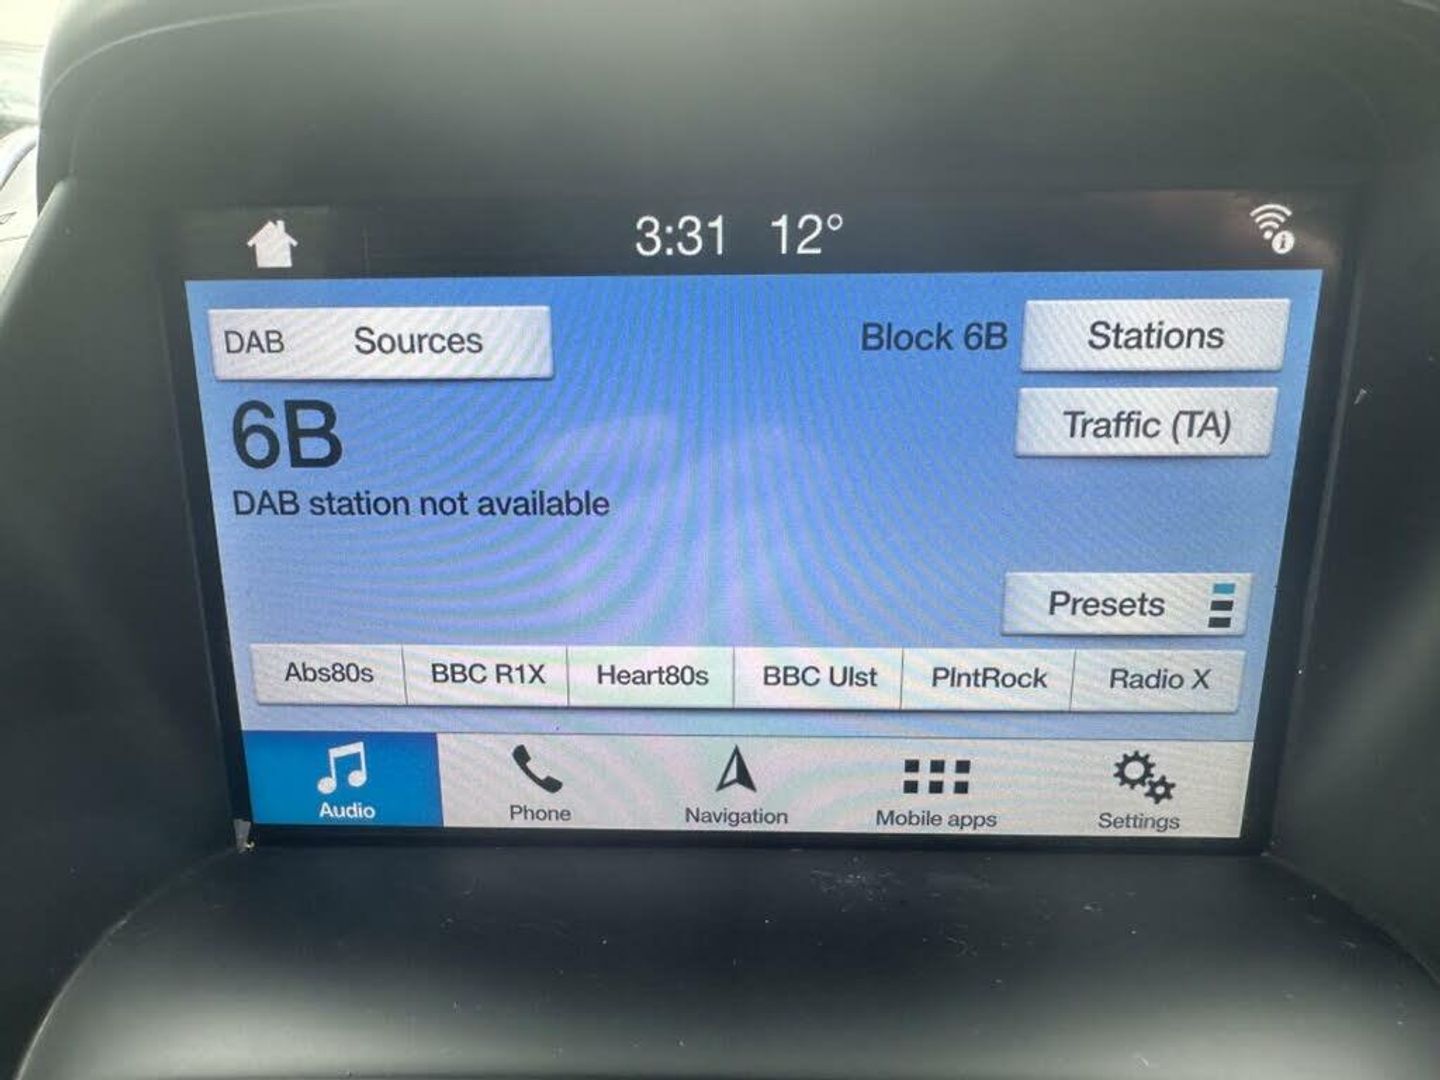 3:31 12°
DAB Sources
Block 6B
Stations
6B
Traffic (TA)
DAB station not available
Presets
Abs80s BBC R1X Heart80s BBC Ulst PlntRock Radio X
Audio Phone Navigation Mobile apps Settings